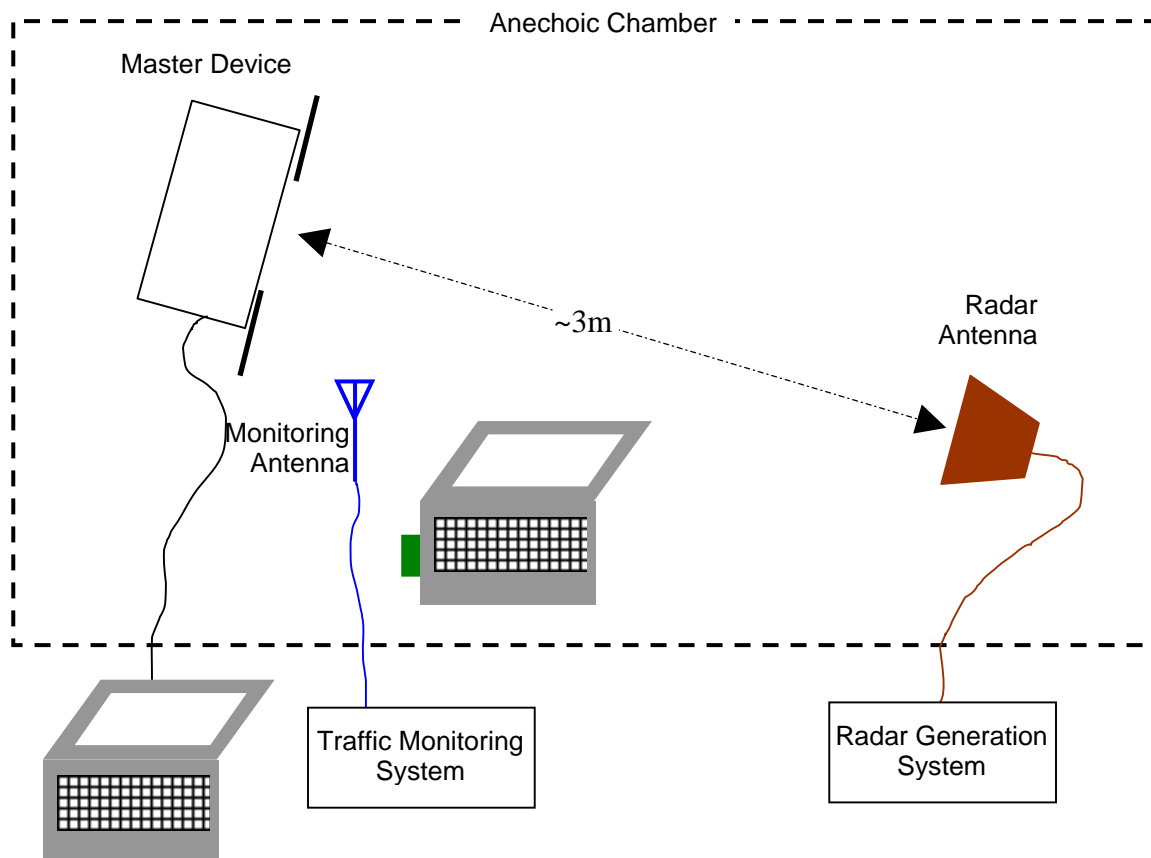 Anechoic Chamber
Master Device
~3m
Radar
Antenna
Monitoring
Antenna
Traffic Monitoring
System
Radar Generation
System